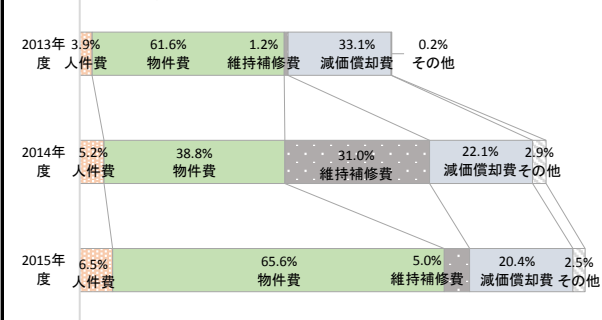 2013年度
3.9% 61.6% 1.2% 33.1% 0.2%
人件費 物件費 維持補修費 減価償却費 その他
2014年度
5.2% 38.8% 31.0% 22.1% 2.9%
人件費 物件費 維持補修費 減価償却費 その他
2015年度
6.5% 65.6% 5.0% 20.4% 2.5%
人件費 物件費 維持補修費 減価償却費 その他